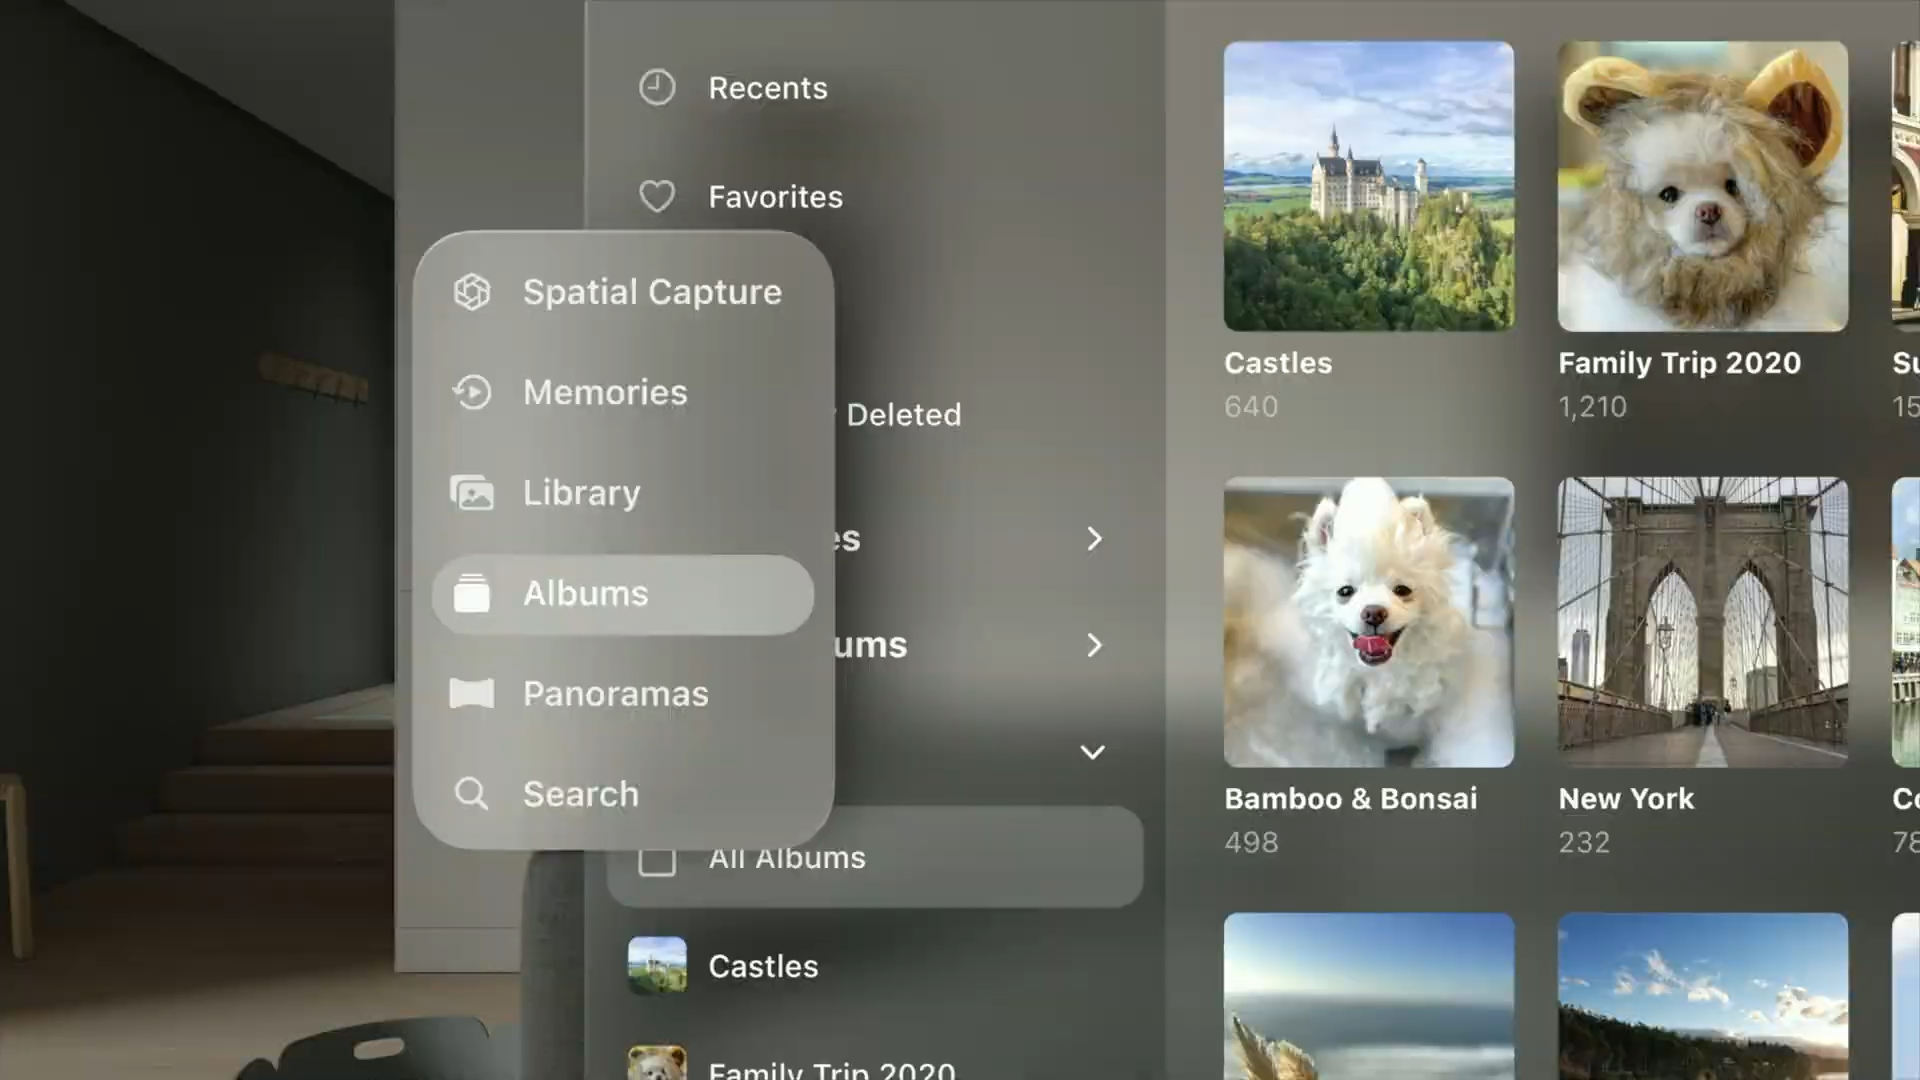 Recents
Favorites
Spatial Capture
Memories
Library
Albums
Panoramas
Search
Deleted
All Albums
Castles
Family Trip 2020
Castles
640
Family Trip 2020
1,210
Bamboo & Bonsai
498
New York
232